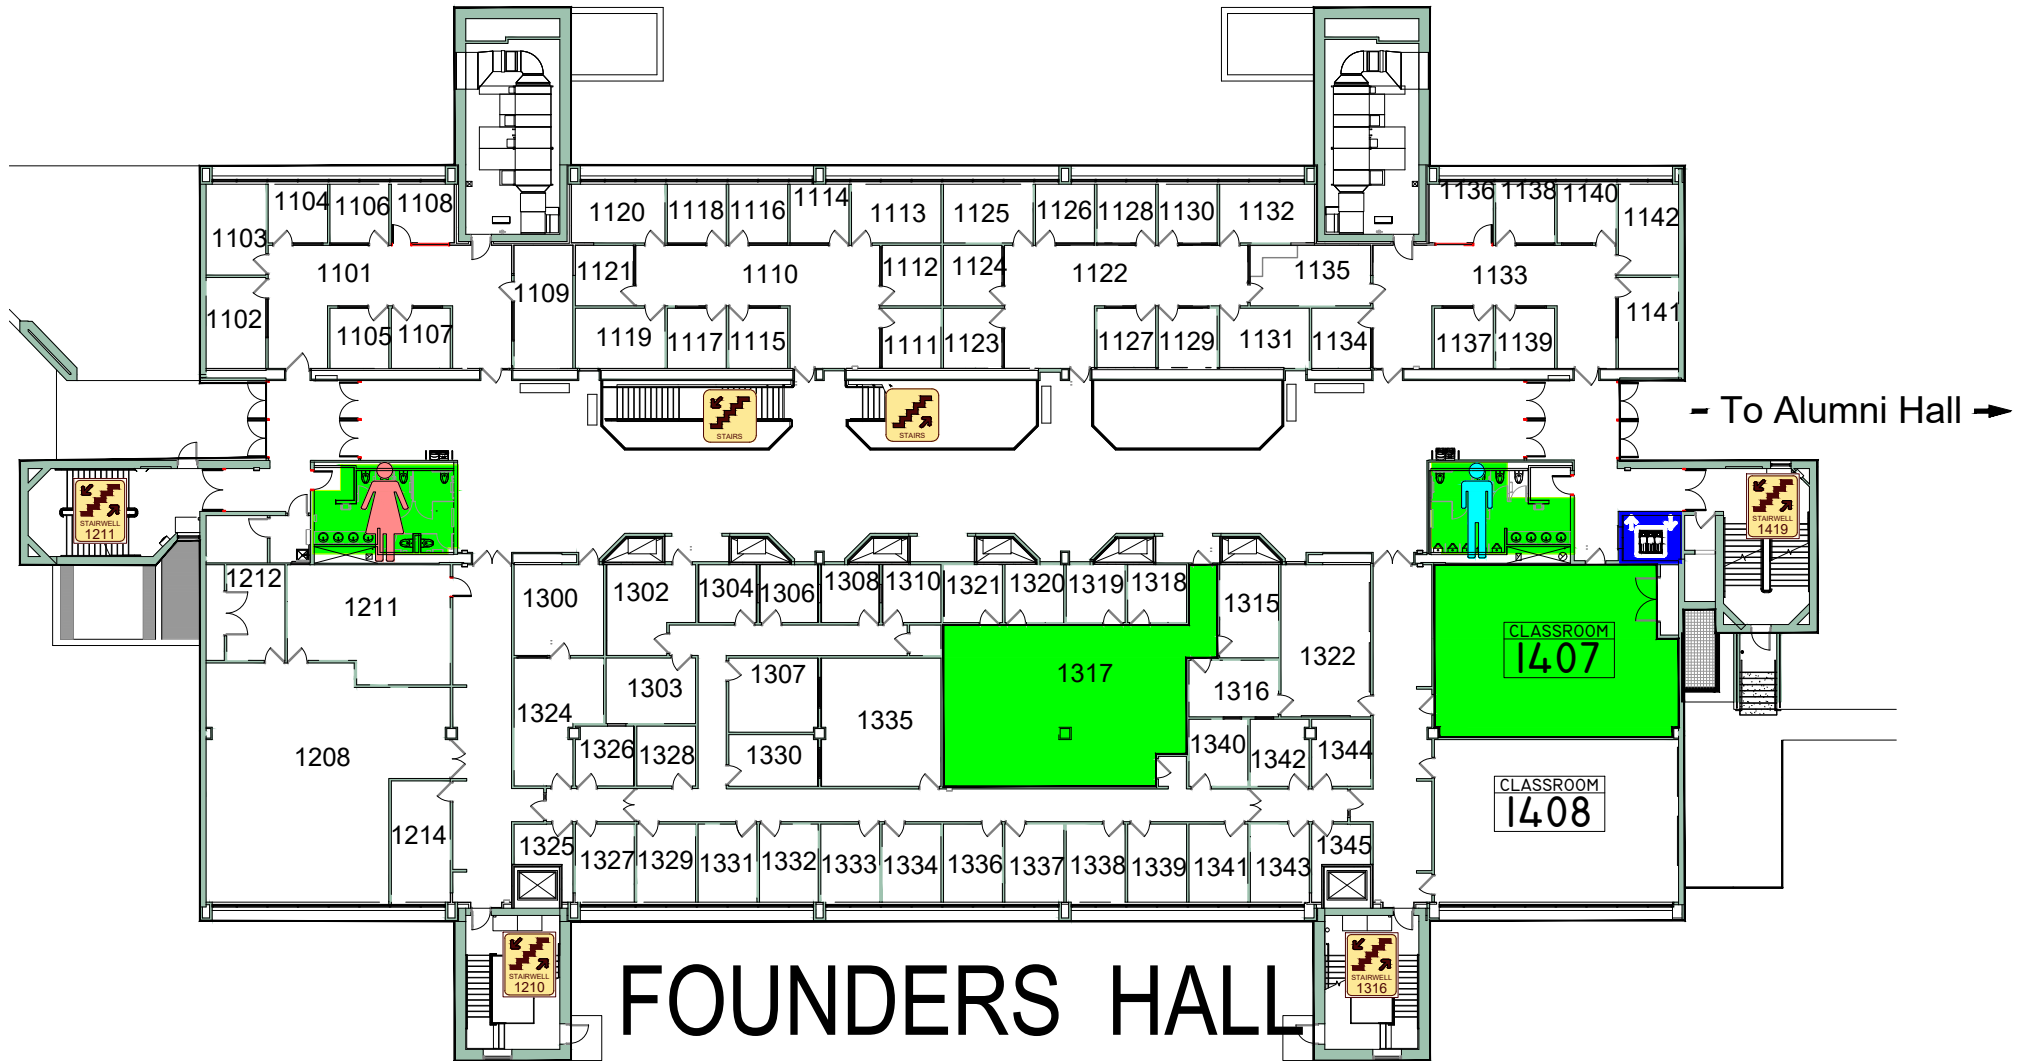 1104 1106 1108 1120 1118 1116 1114 1113 1125 1126 1128 1130 1132 1136 1138 1140 1142
1103 1101 1109 1121 1110 1112 1124 1122 1135 1133
1102 1105 1107 1119 1117 1115 1111 1123 1127 1129 1131 1134 1137 1139 1141
STAIRS
STAIRS
- To Alumni Hall
STAIRWELL
1211
STAIRWELL
1419
1212 1211 1300 1302 1304 1306 1308 1310 1321 1320 1319 1318 1315
CLASSROOM
1407
1303 1307 1317 1316 1322
1324 1335
1208 1326 1328 1330 1340 1342 1344
CLASSROOM
1408
1214 1325 1327 1329 1331 1332 1333 1334 1336 1337 1338 1339 1341 1343 1345
STAIRWELL
1210
STAIRWELL
1316
FOUNDERS HALL